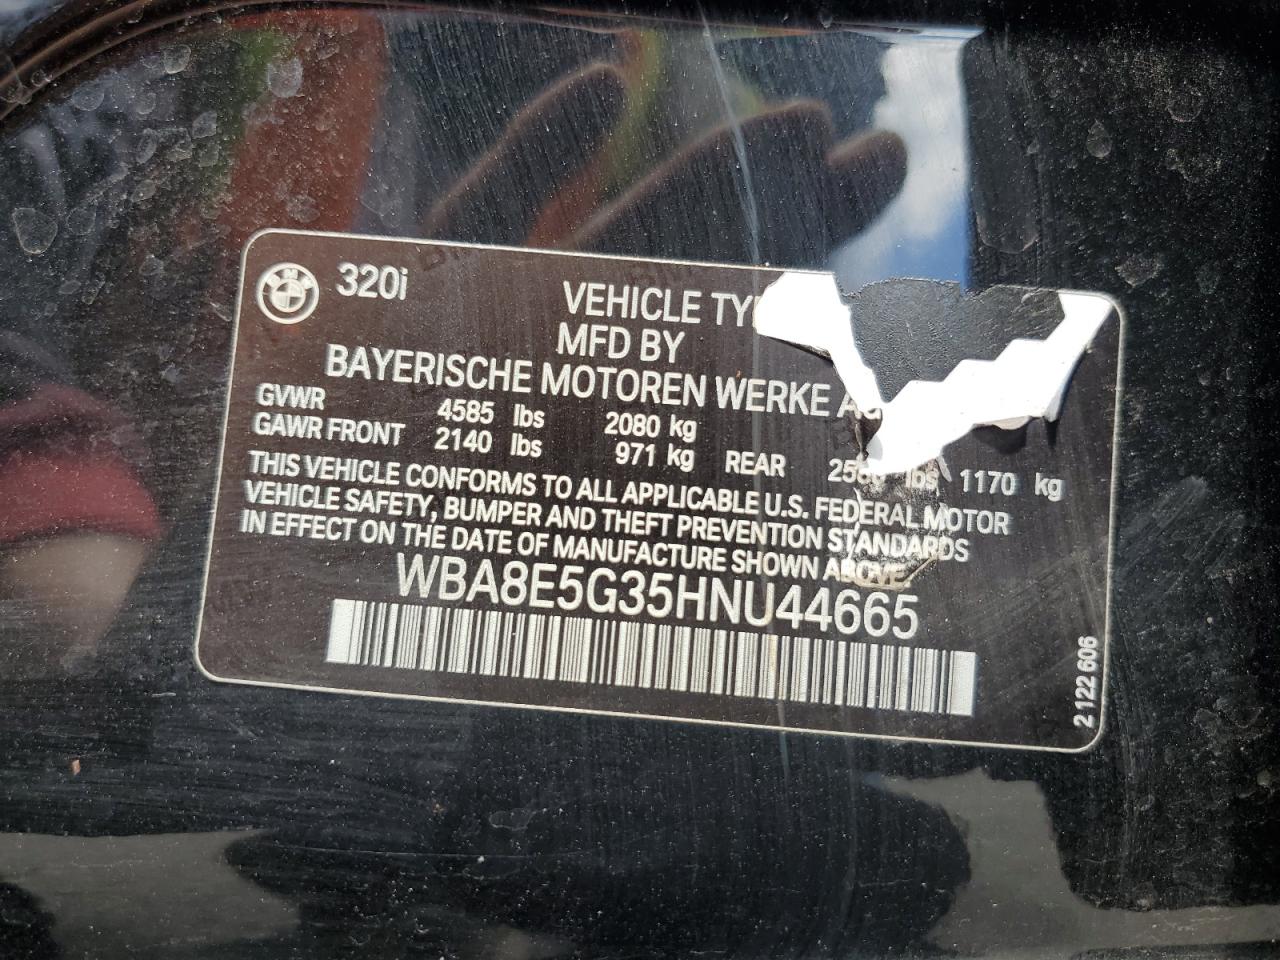 320i
VEHICLE
MFD BY
BAYERISCHE MOTOREN WERKE AG
GVWR 4585 lbs 2080 kg
GAWR FRONT 2140 lbs 971 kg REAR lbs 1170 kg
THIS VEHICLE CONFORMS TO ALL APPLICABLE U.S. FEDERAL MOTOR
VEHICLE SAFETY, BUMPER AND THEFT PREVENTION STANDARDS
IN EFFECT ON THE DATE OF MANUFACTURE SHOWN ABOVE.
WBA8E5G35HNU44665
2 122 606